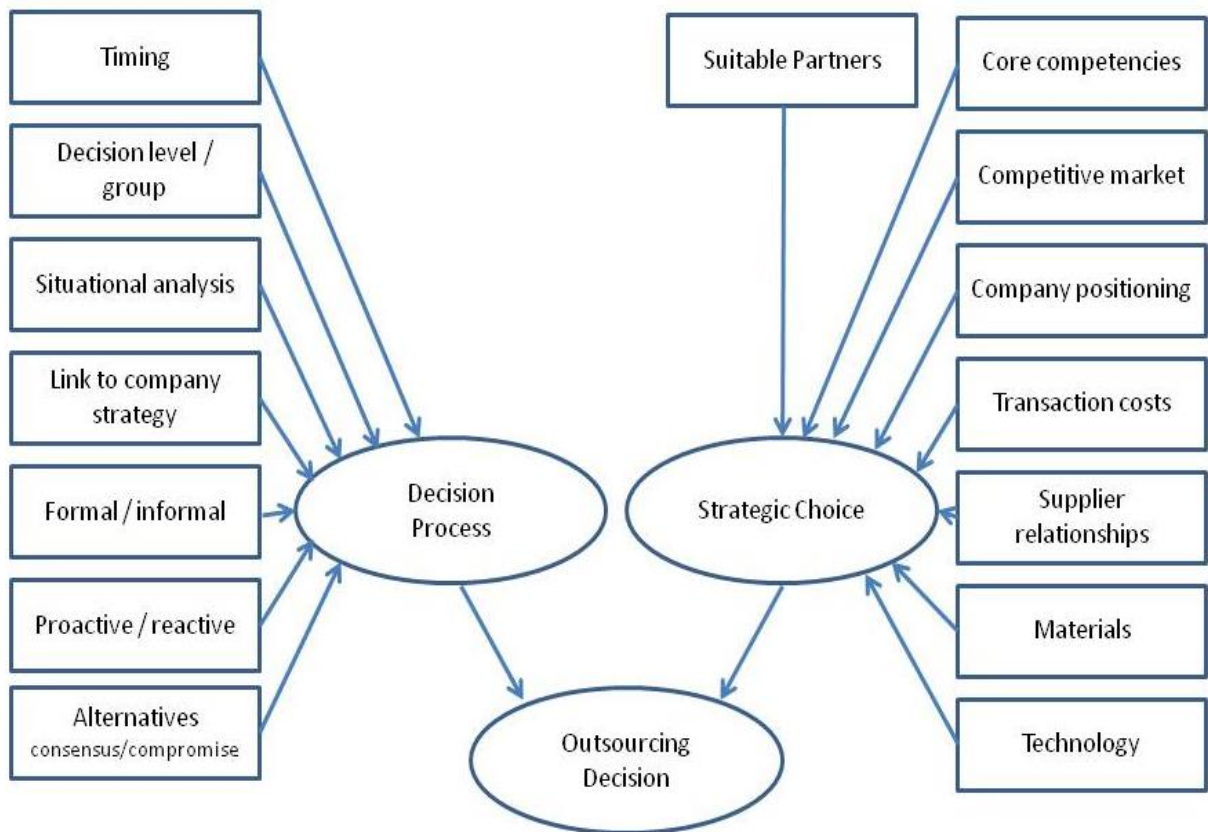 Timing
Decision level /
group
Situational analysis
Link to company
strategy
Formal / informal
Proactive / reactive
Alternatives
consensus/compromise
Decision
Process
Suitable Partners
Core competencies
Competitive market
Company positioning
Transaction costs
Supplier
relationships
Materials
Technology
Strategic Choice
Outsourcing
Decision